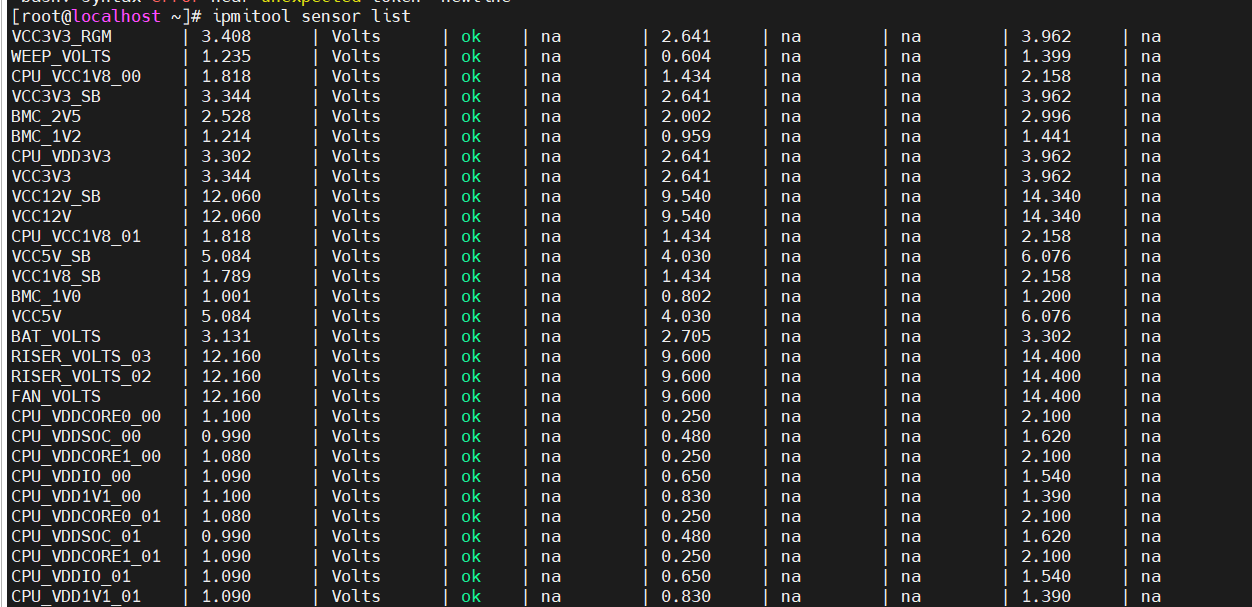 [root@localhost ~]# ipmitool sensor list
VCC3V3_RGM | 3.408 | Volts | ok | na | 2.641 | na | na | 3.962 | na
WEEP_VOLTS | 1.235 | Volts | ok | na | 0.604 | na | na | 1.399 | na
CPU_VCC1V8_00 | 1.818 | Volts | ok | na | 1.434 | na | na | 2.158 | na
VCC3V3_SB | 3.344 | Volts | ok | na | 2.641 | na | na | 3.962 | na
BMC_2V5 | 2.528 | Volts | ok | na | 2.002 | na | na | 2.996 | na
BMC_1V2 | 1.214 | Volts | ok | na | 0.959 | na | na | 1.441 | na
CPU_VDD3V3 | 3.302 | Volts | ok | na | 2.641 | na | na | 3.962 | na
VCC3V3 | 3.344 | Volts | ok | na | 2.641 | na | na | 3.962 | na
VCC12V_SB | 12.060 | Volts | ok | na | 9.540 | na | na | 14.340 | na
VCC12V | 12.060 | Volts | ok | na | 9.540 | na | na | 14.340 | na
CPU_VCC1V8_01 | 1.818 | Volts | ok | na | 1.434 | na | na | 2.158 | na
VCC5V_SB | 5.084 | Volts | ok | na | 4.030 | na | na | 6.076 | na
VCC1V8_SB | 1.789 | Volts | ok | na | 1.434 | na | na | 2.158 | na
BMC_1V0 | 1.001 | Volts | ok | na | 0.802 | na | na | 1.200 | na
VCC5V | 5.084 | Volts | ok | na | 4.030 | na | na | 6.076 | na
BAT_VOLTS | 3.131 | Volts | ok | na | 2.705 | na | na | 3.302 | na
RISER_VOLTS_03 | 12.160 | Volts | ok | na | 9.600 | na | na | 14.400 | na
RISER_VOLTS_02 | 12.160 | Volts | ok | na | 9.600 | na | na | 14.400 | na
FAN_VOLTS | 12.160 | Volts | ok | na | 9.600 | na | na | 14.400 | na
CPU_VDDCORE0_00 | 1.100 | Volts | ok | na | 0.250 | na | na | 2.100 | na
CPU_VDDSOC_00 | 0.990 | Volts | ok | na | 0.480 | na | na | 1.620 | na
CPU_VDDCORE1_00 | 1.080 | Volts | ok | na | 0.250 | na | na | 2.100 | na
CPU_VDDIO_00 | 1.090 | Volts | ok | na | 0.650 | na | na | 1.540 | na
CPU_VDD1V1_00 | 1.100 | Volts | ok | na | 0.830 | na | na | 1.390 | na
CPU_VDDCORE0_01 | 1.080 | Volts | ok | na | 0.250 | na | na | 2.100 | na
CPU_VDDSOC_01 | 0.990 | Volts | ok | na | 0.480 | na | na | 1.620 | na
CPU_VDDCORE1_01 | 1.090 | Volts | ok | na | 0.250 | na | na | 2.100 | na
CPU_VDDIO_01 | 1.090 | Volts | ok | na | 0.650 | na | na | 1.540 | na
CPU_VDD1V1_01 | 1.090 | Volts | ok | na | 0.830 | na | na | 1.390 | na